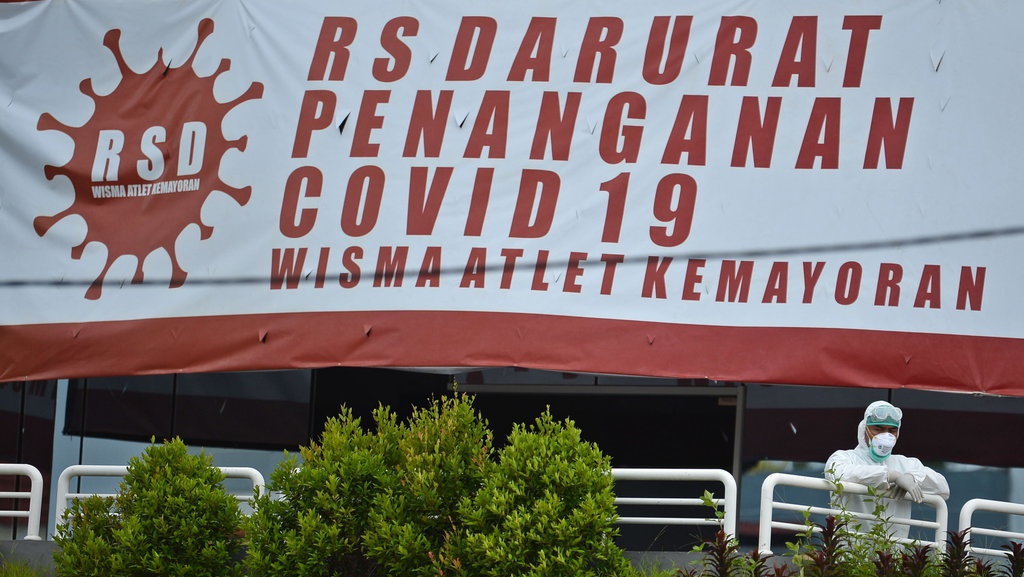 RSD
WISMA ATLET KEMAYORAN
RS DARURAT
PENANGANAN
COVID 19
WISMA ATLET KEMAYORAN